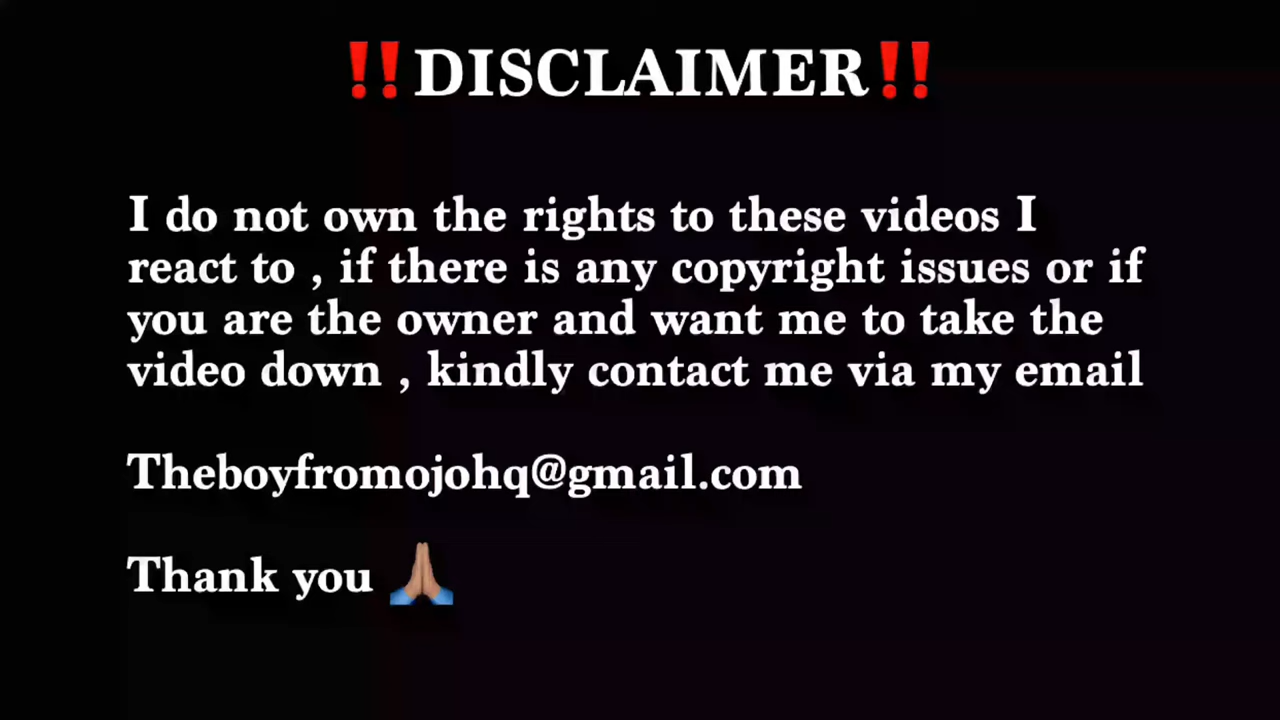 ‼️DISCLAIMER‼️
I do not own the rights to these videos I
react to , if there is any copyright issues or if
you are the owner and want me to take the
video down , kindly contact me via my email
Theboyfromojohq@gmail.com
Thank you 🙏🏽